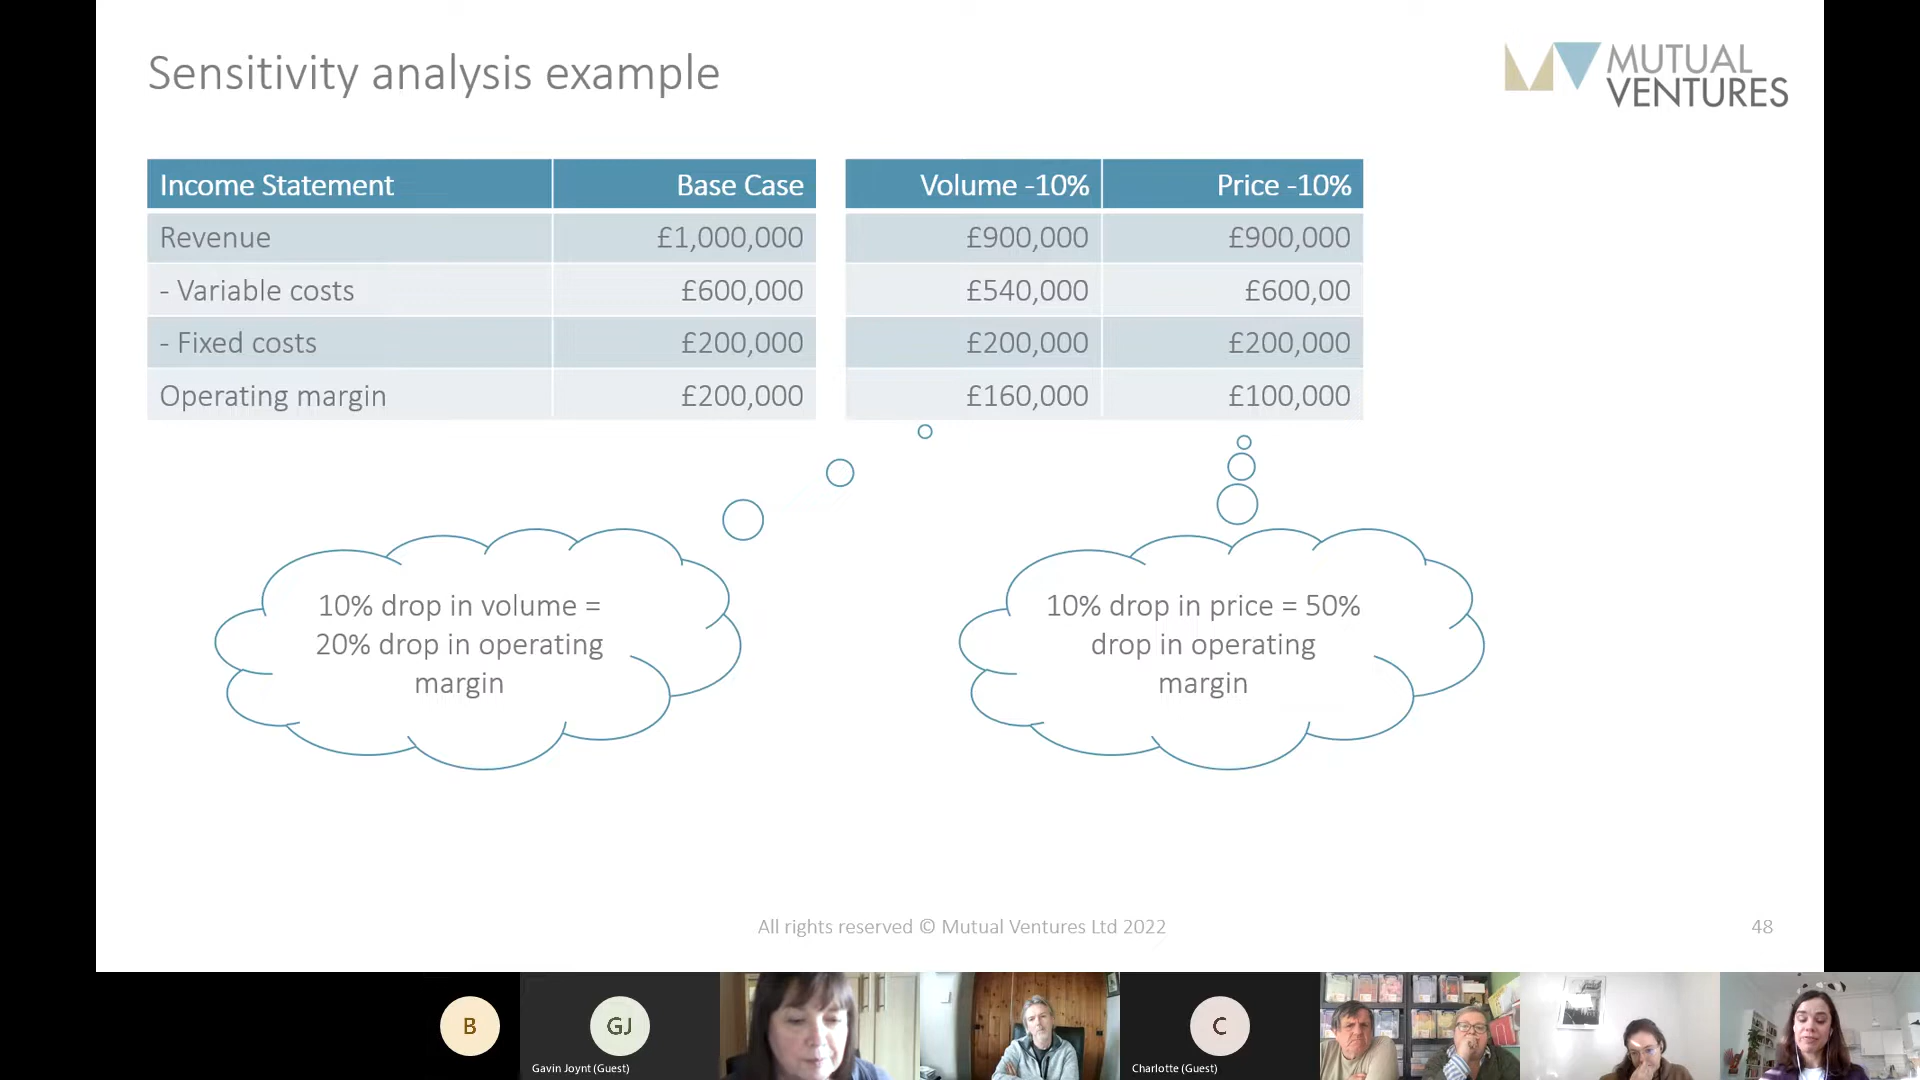 Sensitivity analysis example
MUTUAL
VENTURES
Income Statement Base Case Volume -10% Price -10%
Revenue £1,000,000 £900,000 £900,000
- Variable costs £600,000 £540,000 £600,00
- Fixed costs £200,000 £200,000 £200,000
Operating margin £200,000 £160,000 £100,000
10% drop in volume =
20% drop in operating
margin
10% drop in price = 50%
drop in operating
margin
All rights reserved © Mutual Ventures Ltd 2022
48
B
GJ
C
Gavin Joynt (Guest)
Charlotte (Guest)